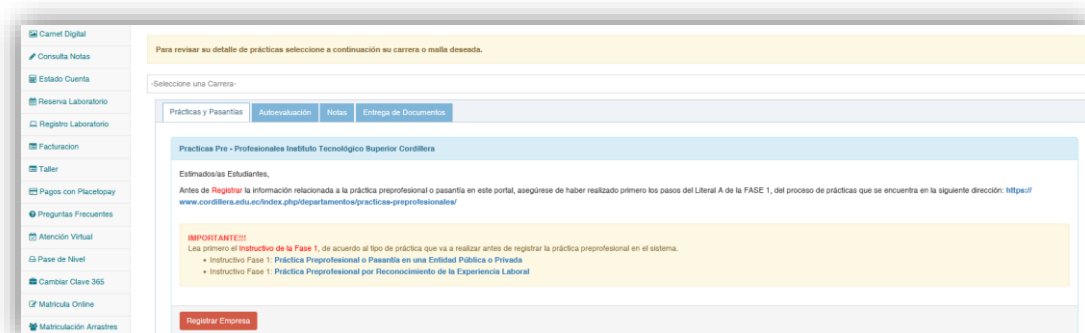 Carnet Digital
Consulta Notas
Estado Cuenta
Reserva Laboratorio
Registro Laboratorio
Facturacion
Taller
Pagos con Placetopay
Preguntas Frecuentes
Atención Virtual
Pase de Nivel
Cambiar Clave 365
Matricula Online
Matriculación Arrastres
Para revisar su detalle de prácticas seleccione a continuación su carrera o malla deseada.
-Seleccione una Carrera-
Prácticas y Pasantías Autoevaluación Notas Entrega de Documentos
Practicas Pre - Profesionales Instituto Tecnológico Superior Cordillera
Estimados/as Estudiantes,
Antes de Registrar la información relacionada a la práctica preprofesional o pasantía en este portal, asegúrese de haber realizado primero los pasos del Literal A de la FASE 1, del proceso de prácticas que se encuentra en la siguiente dirección: https://
www.cordillera.edu.ec/index.php/departamentos/practicas-preprofesionales/
IMPORTANTE!!!
Lea primero el Instructivo de la Fase 1, de acuerdo al tipo de práctica que va a realizar antes de registrar la práctica preprofesional en el sistema.
• Instructivo Fase 1: Práctica Preprofesional o Pasantía en una Entidad Pública o Privada
• Instructivo Fase 1: Práctica Preprofesional por Reconocimiento de la Experiencia Laboral
Registrar Empresa